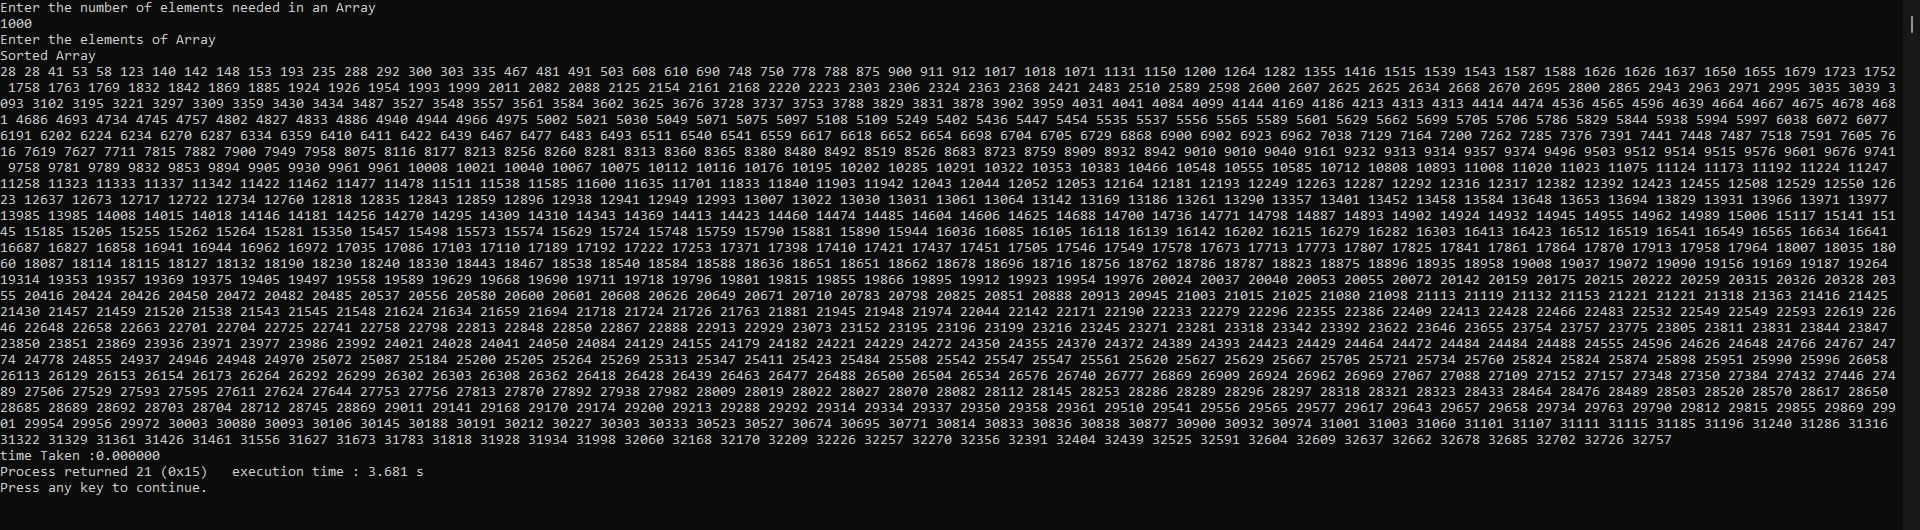 Enter the number of elements needed in an Array
1000
Enter the elements of Array
Sorted Array
28 28 41 53 58 123 140 142 148 153 193 235 288 292 300 303 335 467 481 491 503 608 610 690 748 750 778 788 875 900 911 912 1017 1018 1071 1131 1150 1200 1264 1282 1355 1416 1515 1539 1543 1587 1588 1626 1626 1637 1650 1655 1679 1723 1752
 1758 1763 1769 1832 1842 1869 1885 1924 1926 1954 1993 1999 2011 2082 2088 2125 2154 2161 2168 2220 2223 2303 2306 2324 2363 2368 2421 2483 2510 2589 2598 2600 2607 2625 2625 2634 2668 2670 2695 2800 2865 2943 2963 2971 2995 3035 3039 3
093 3102 3195 3221 3297 3309 3359 3430 3434 3487 3527 3548 3557 3561 3584 3602 3625 3676 3728 3737 3753 3788 3829 3831 3878 3902 3959 4031 4041 4084 4099 4144 4169 4186 4213 4313 4313 4414 4474 4536 4565 4596 4639 4664 4667 4675 4678 468
1 4686 4693 4734 4745 4757 4802 4827 4833 4886 4940 4944 4966 4975 5002 5021 5030 5049 5071 5075 5097 5108 5109 5249 5402 5436 5447 5454 5535 5537 5556 5565 5589 5601 5629 5662 5699 5705 5706 5786 5829 5844 5938 5994 5997 6038 6072 6077
6191 6202 6224 6234 6270 6287 6334 6359 6410 6411 6422 6439 6467 6477 6483 6493 6511 6540 6541 6559 6617 6618 6652 6654 6698 6704 6705 6729 6868 6900 6902 6923 6962 7038 7129 7164 7200 7262 7285 7376 7391 7441 7448 7487 7518 7591 7605 76
16 7619 7627 7711 7815 7882 7900 7949 7958 8075 8116 8177 8213 8256 8260 8281 8313 8360 8365 8380 8480 8492 8519 8526 8683 8723 8759 8909 8932 8942 9010 9010 9040 9161 9232 9313 9314 9357 9374 9496 9503 9512 9514 9515 9576 9601 9676 9741
 9758 9781 9789 9832 9853 9894 9905 9930 9961 9961 10008 10021 10040 10067 10075 10112 10116 10176 10195 10202 10285 10291 10322 10353 10383 10466 10548 10555 10585 10712 10808 10893 11008 11020 11023 11075 11124 11173 11192 11224 11247
11258 11323 11333 11337 11342 11422 11462 11477 11478 11511 11538 11585 11600 11635 11701 11833 11840 11903 11942 12043 12044 12052 12053 12164 12181 12193 12249 12263 12287 12292 12316 12317 12382 12392 12423 12455 12508 12529 12550 126
23 12637 12673 12717 12722 12734 12760 12818 12835 12843 12859 12896 12938 12941 12949 12993 13007 13022 13030 13031 13061 13064 13142 13169 13186 13261 13290 13357 13401 13452 13458 13584 13648 13653 13694 13829 13931 13966 13971 13977
13985 13985 14008 14015 14018 14146 14181 14256 14270 14295 14309 14310 14343 14369 14413 14423 14460 14474 14485 14604 14606 14625 14688 14700 14736 14771 14798 14887 14893 14902 14924 14932 14945 14955 14962 14989 15006 15117 15141 151
45 15185 15205 15255 15262 15264 15281 15350 15457 15498 15573 15574 15629 15724 15748 15759 15790 15881 15890 15944 16036 16085 16105 16118 16139 16142 16202 16215 16279 16282 16303 16413 16423 16512 16519 16541 16549 16565 16634 16641
16687 16827 16858 16941 16944 16962 16972 17035 17086 17103 17110 17189 17192 17222 17253 17371 17398 17410 17421 17437 17451 17505 17546 17549 17578 17673 17713 17773 17807 17825 17841 17861 17864 17870 17913 17958 17964 18007 18035 180
60 18087 18114 18115 18127 18132 18190 18230 18240 18330 18443 18467 18538 18540 18584 18588 18636 18651 18651 18662 18678 18696 18716 18756 18762 18786 18787 18823 18875 18896 18935 18958 19008 19037 19072 19090 19156 19169 19187 19264
19314 19353 19357 19369 19375 19405 19497 19558 19589 19629 19668 19690 19711 19718 19796 19801 19815 19855 19866 19895 19912 19923 19954 19976 20024 20037 20040 20053 20055 20072 20142 20159 20175 20215 20222 20259 20315 20326 20328 203
55 20416 20424 20426 20450 20472 20482 20485 20537 20556 20580 20600 20601 20608 20626 20649 20671 20710 20783 20798 20825 20851 20888 20913 20945 21003 21015 21025 21080 21098 21113 21119 21132 21153 21221 21221 21318 21363 21416 21425
21430 21457 21459 21520 21538 21543 21545 21548 21624 21634 21659 21694 21718 21724 21726 21763 21881 21945 21948 21974 22044 22142 22171 22190 22233 22279 22296 22355 22386 22409 22413 22428 22466 22483 22532 22549 22549 22593 22619 226
46 22648 22658 22663 22701 22704 22725 22741 22758 22798 22813 22848 22850 22867 22888 22913 22929 23073 23152 23195 23196 23199 23216 23245 23271 23281 23318 23342 23392 23622 23646 23655 23754 23757 23775 23805 23811 23831 23844 23847
23850 23851 23869 23936 23971 23977 23986 23992 24021 24028 24041 24050 24084 24129 24155 24179 24182 24221 24229 24272 24350 24355 24370 24372 24389 24393 24423 24429 24464 24472 24484 24484 24488 24555 24596 24626 24648 24766 24767 247
74 24778 24855 24937 24946 24948 24970 25072 25087 25184 25200 25205 25264 25269 25313 25347 25411 25423 25484 25508 25542 25547 25547 25561 25620 25627 25629 25667 25705 25721 25734 25760 25824 25824 25874 25898 25951 25990 25996 26058
26113 26129 26153 26154 26173 26264 26292 26299 26302 26303 26308 26362 26418 26428 26439 26463 26477 26488 26500 26504 26534 26576 26740 26777 26869 26909 26924 26962 26969 27067 27088 27109 27152 27157 27348 27350 27384 27432 27446 274
89 27506 27529 27593 27595 27611 27624 27644 27753 27756 27813 27870 27892 27938 27982 28009 28019 28022 28027 28070 28082 28112 28145 28253 28286 28289 28296 28297 28318 28321 28323 28433 28464 28476 28489 28503 28520 28570 28617 28650
28685 28689 28692 28703 28704 28712 28745 28869 29011 29141 29168 29170 29174 29200 29213 29288 29292 29314 29334 29337 29350 29358 29361 29510 29541 29556 29565 29577 29617 29643 29657 29658 29734 29763 29790 29812 29815 29855 29869 299
01 29954 29956 29972 30003 30080 30093 30106 30145 30188 30191 30212 30227 30303 30333 30523 30527 30674 30695 30771 30814 30833 30836 30838 30877 30900 30932 30974 31001 31003 31060 31101 31107 31111 31115 31185 31196 31240 31286 31316
31322 31329 31361 31426 31461 31556 31627 31673 31783 31818 31928 31934 31998 32060 32168 32170 32209 32226 32257 32270 32356 32391 32404 32439 32525 32591 32604 32609 32637 32662 32678 32685 32702 32726 32757
time Taken :0.000000
Process returned 21 (0x15)   execution time : 3.681 s
Press any key to continue.